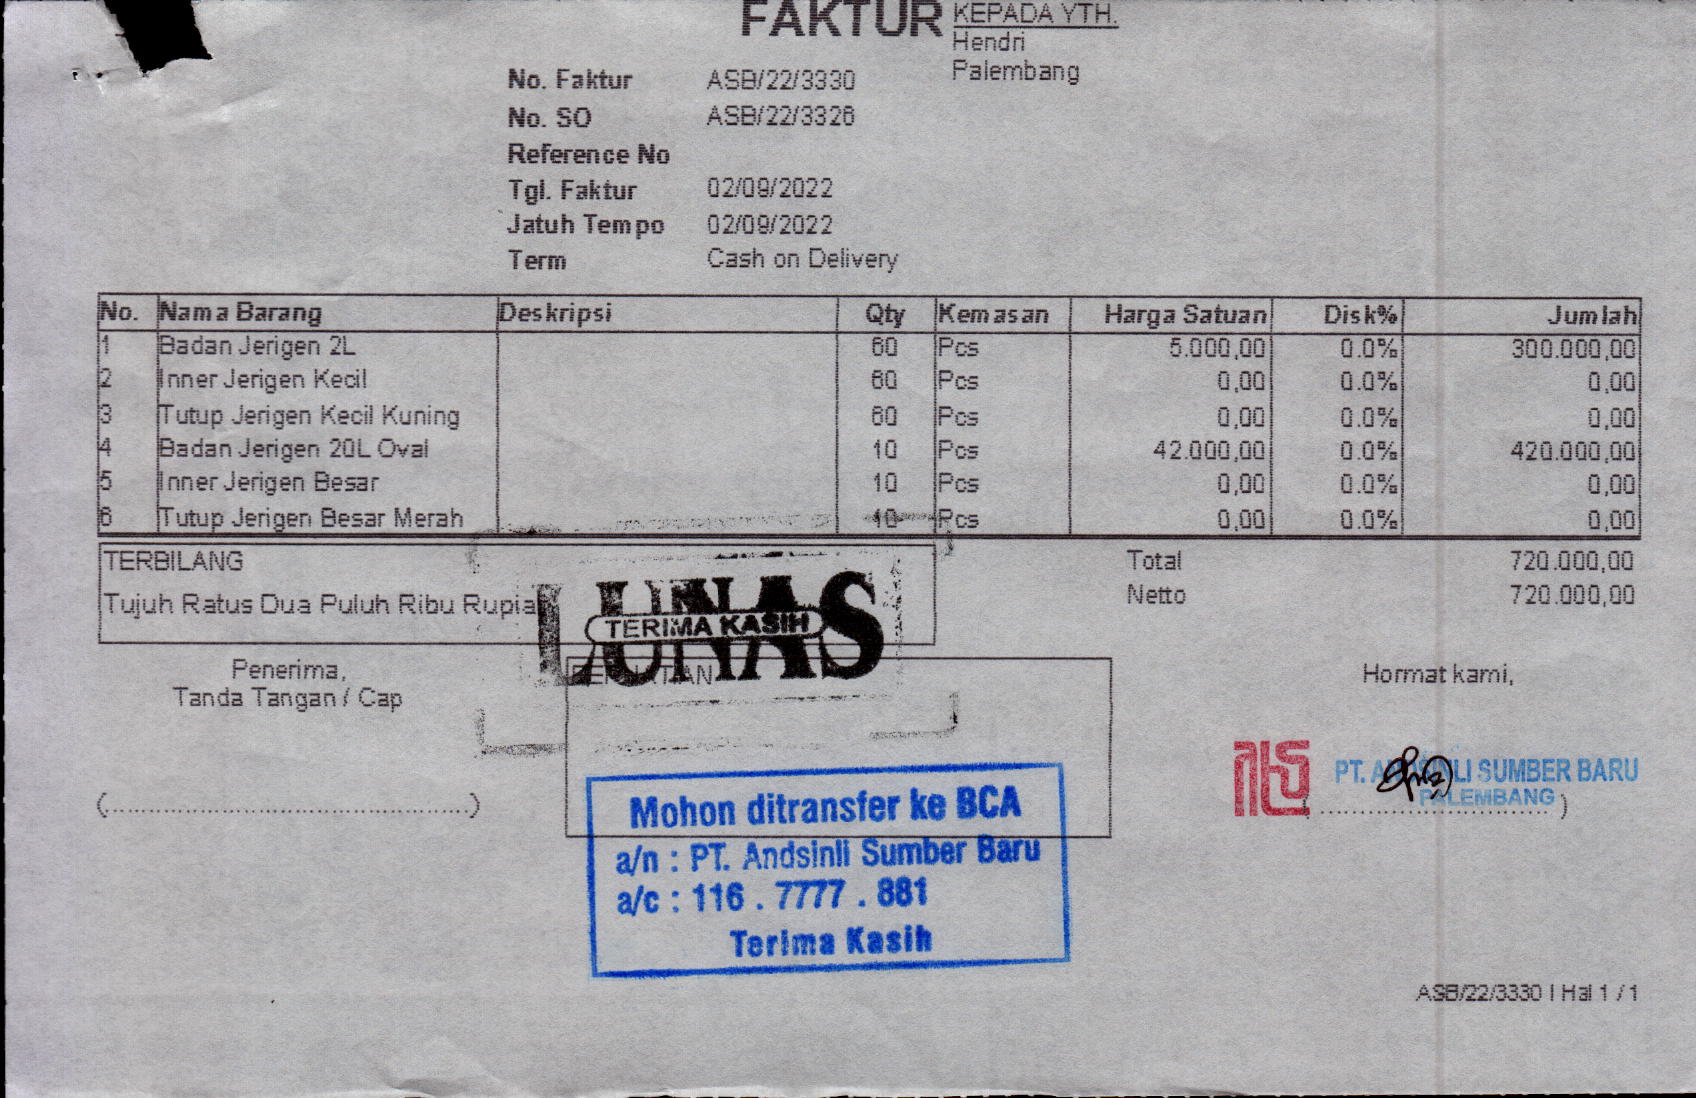 FAKTUR
KEPADA YTH.
Hendri
Palembang
No. Faktur ASB/22/3330
No. SO ASB/22/3326
Reference No
Tgl. Faktur 02/09/2022
Jatuh Tempo 02/09/2022
Term Cash on Delivery
No. Nama Barang Deskripsi Qty Kemasan Harga Satuan Disk% Jumlah
1 Badan Jerigen 2L 60 Pcs 5.000,00 0.0% 300.000,00
2 Inner Jerigen Kecil 60 Pcs 0,00 0.0% 0,00
3 Tutup Jerigen Kecil Kuning 60 Pcs 0,00 0.0% 0,00
4 Badan Jerigen 20L Oval 10 Pcs 42.000,00 0.0% 420.000,00
5 Inner Jerigen Besar 10 Pcs 0,00 0.0% 0,00
6 Tutup Jerigen Besar Merah 10 Pcs 0,00 0.0% 0,00
TERBILANG
Tujuh Ratus Dua Puluh Ribu Rupia
Total 720.000,00
Netto 720.000,00
LUNAS
TERIMA KASIH
Penerima,
Tanda Tangan / Cap
(.......................................)
Hormat kami,
PT. ANDSINLI SUMBER BARU
PALEMBANG
(..........................)
Mohon ditransfer ke BCA
a/n : PT. Andsinli Sumber Baru
a/c : 116 . 7777 . 881
Terima Kasih
ASB/22/3330 | Hal 1 / 1